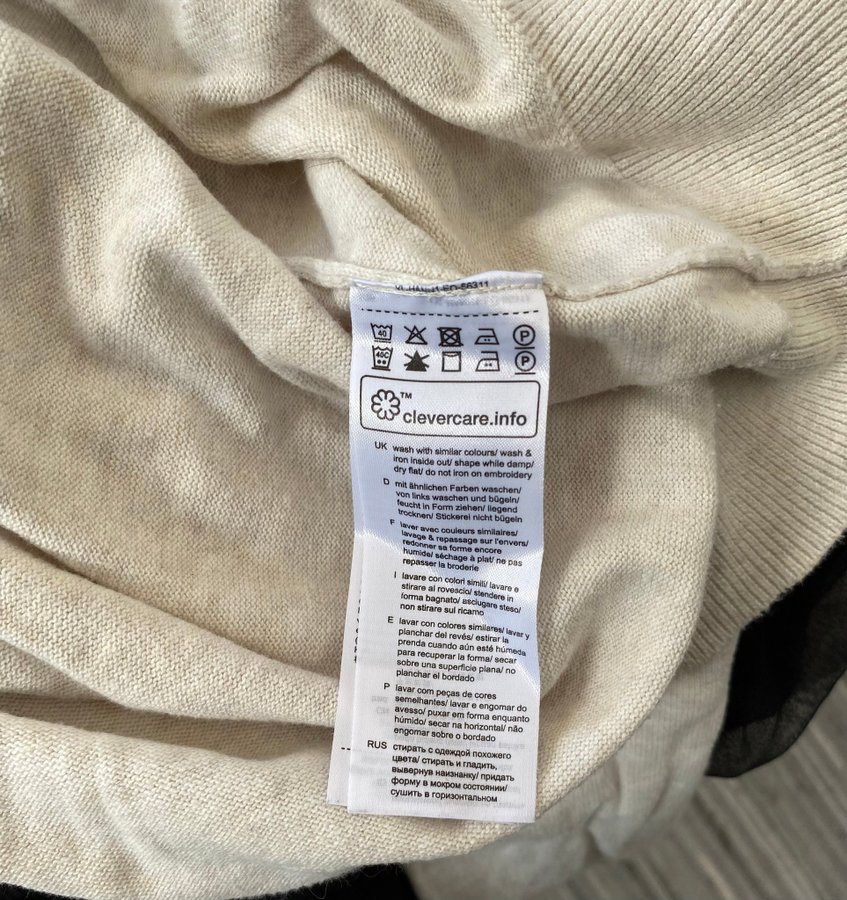 40 P
40C P
™
clevercare.info
UK wash with similar colours/ wash &
iron inside out/ shape while damp/
dry flat/ do not iron on embroidery
D mit ähnlichen Farben waschen/
von links waschen und bügeln/
feucht in Form ziehen/ liegend
trocknen/ Stickerei nicht bügeln
F laver avec couleurs similaires/
lavage & repassage sur l'envers/
redonner sa forme encore
humide/ séchage à plat/ ne pas
repasser la broderie
I lavare con colori simili/ lavare e
stirare al rovescio/ stendere in
forma bagnato/ asciugare steso/
non stirare sul ricamo
E lavar con colores similares/ lavar y
planchar del revés/ estirar la
prenda cuando aún esté húmeda
para recuperar la forma/ secar
sobre una superficie plana/ no
planchar el bordado
P lavar com peças de cores
semelhantes/ lavar e engomar do
avesso/ puxar em forma enquanto
húmido/ secar na horizontal/ não
engomar sobre o bordado
RUS стирать с одеждой похожего
цвета/ стирать и гладить,
вывернув наизнанку/ придать
форму в мокром состоянии/
сушить в горизонтальном